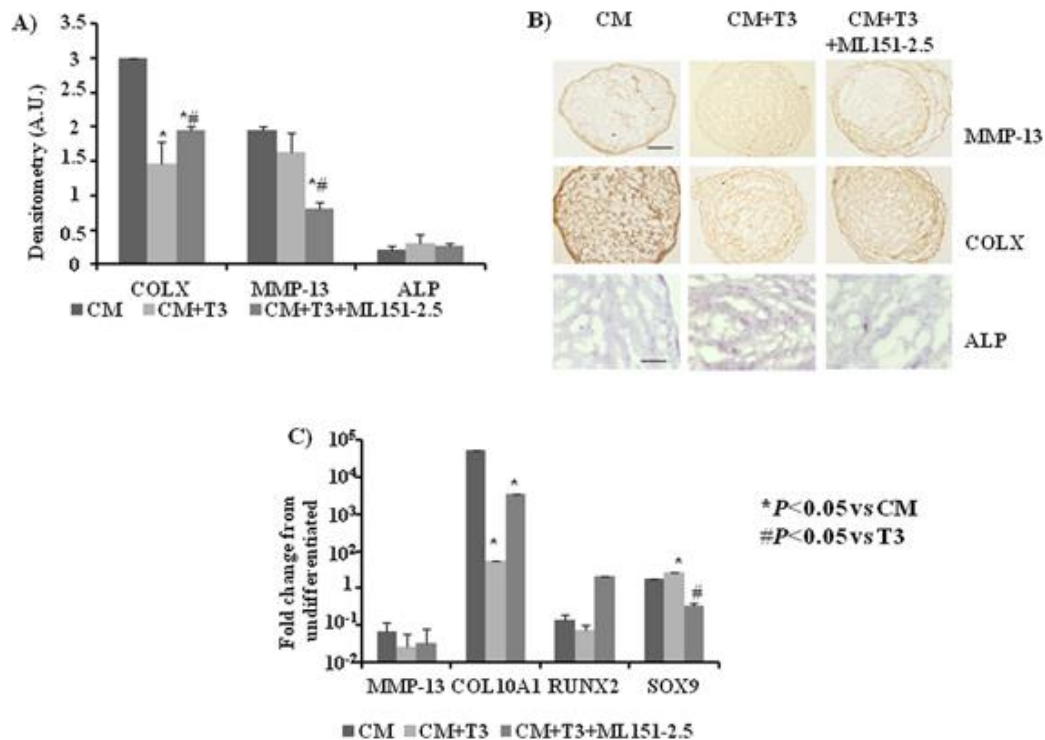 A)
Densitometry (A.U.)
3.5
3
2.5
2
1.5
1
0.5
0
*
*#
*#
COLX MMP-13 ALP
CM CM+T3 CM+T3+ML151-2.5
B)
CM CM+T3 CM+T3
+ML151-2.5
MMP-13
COLX
ALP
C)
Fold change from
undifferentiated
10⁵
10⁴
10³
10²
1
10⁻¹
10⁻²
*
*
*
#
MMP-13 COL10A1 RUNX2 SOX9
CM CM+T3 CM+T3+ML151-2.5
*P<0.05 vs CM
#P<0.05 vs T3